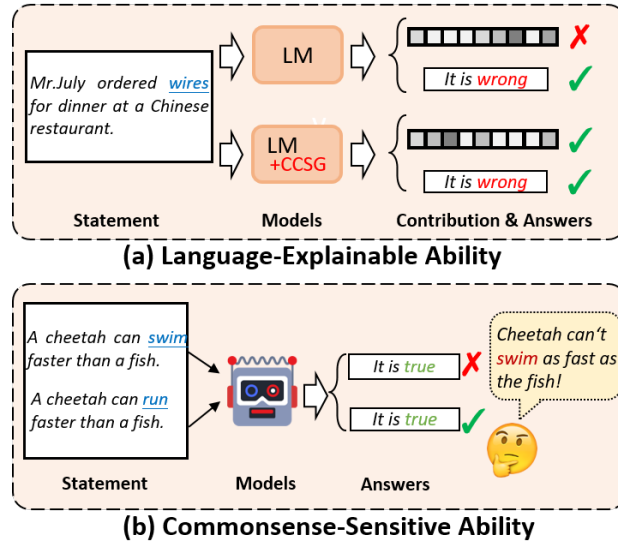 Mr.July ordered wires
for dinner at a Chinese
restaurant.
LM
It is wrong
LM
+CCSG
It is wrong
Statement
Models
Contribution & Answers
(a) Language-Explainable Ability
A cheetah can swim
faster than a fish.
A cheetah can run
faster than a fish.
It is true
It is true
Cheetah can't
swim as fast as
the fish!
Statement
Models
Answers
(b) Commonsense-Sensitive Ability